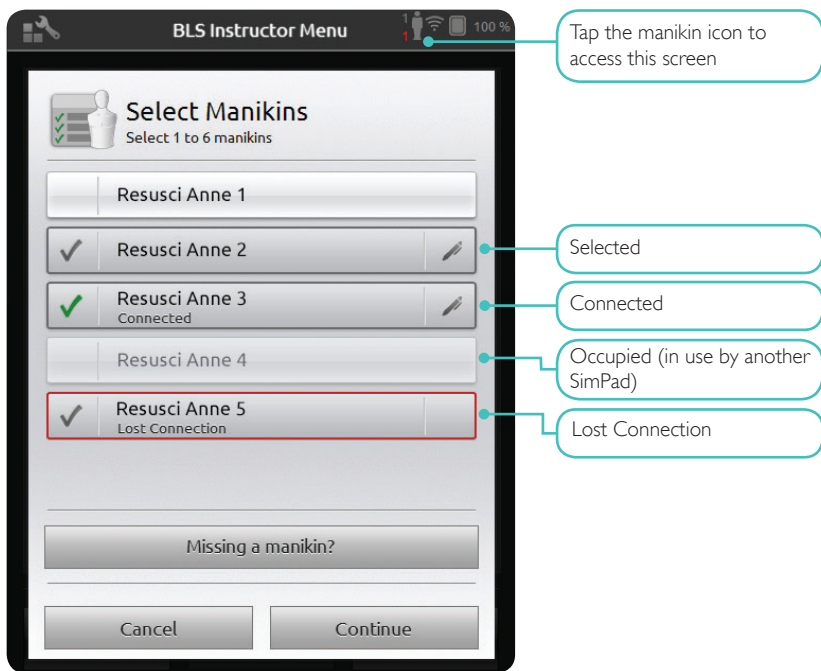 BLS Instructor Menu
1
1
100 %
Tap the manikin icon to
access this screen
Select Manikins
Select 1 to 6 manikins
Resusci Anne 1
Resusci Anne 2
Selected
Resusci Anne 3
Connected
Connected
Resusci Anne 4
Occupied (in use by another
SimPad)
Resusci Anne 5
Lost Connection
Lost Connection
Missing a manikin?
Cancel
Continue